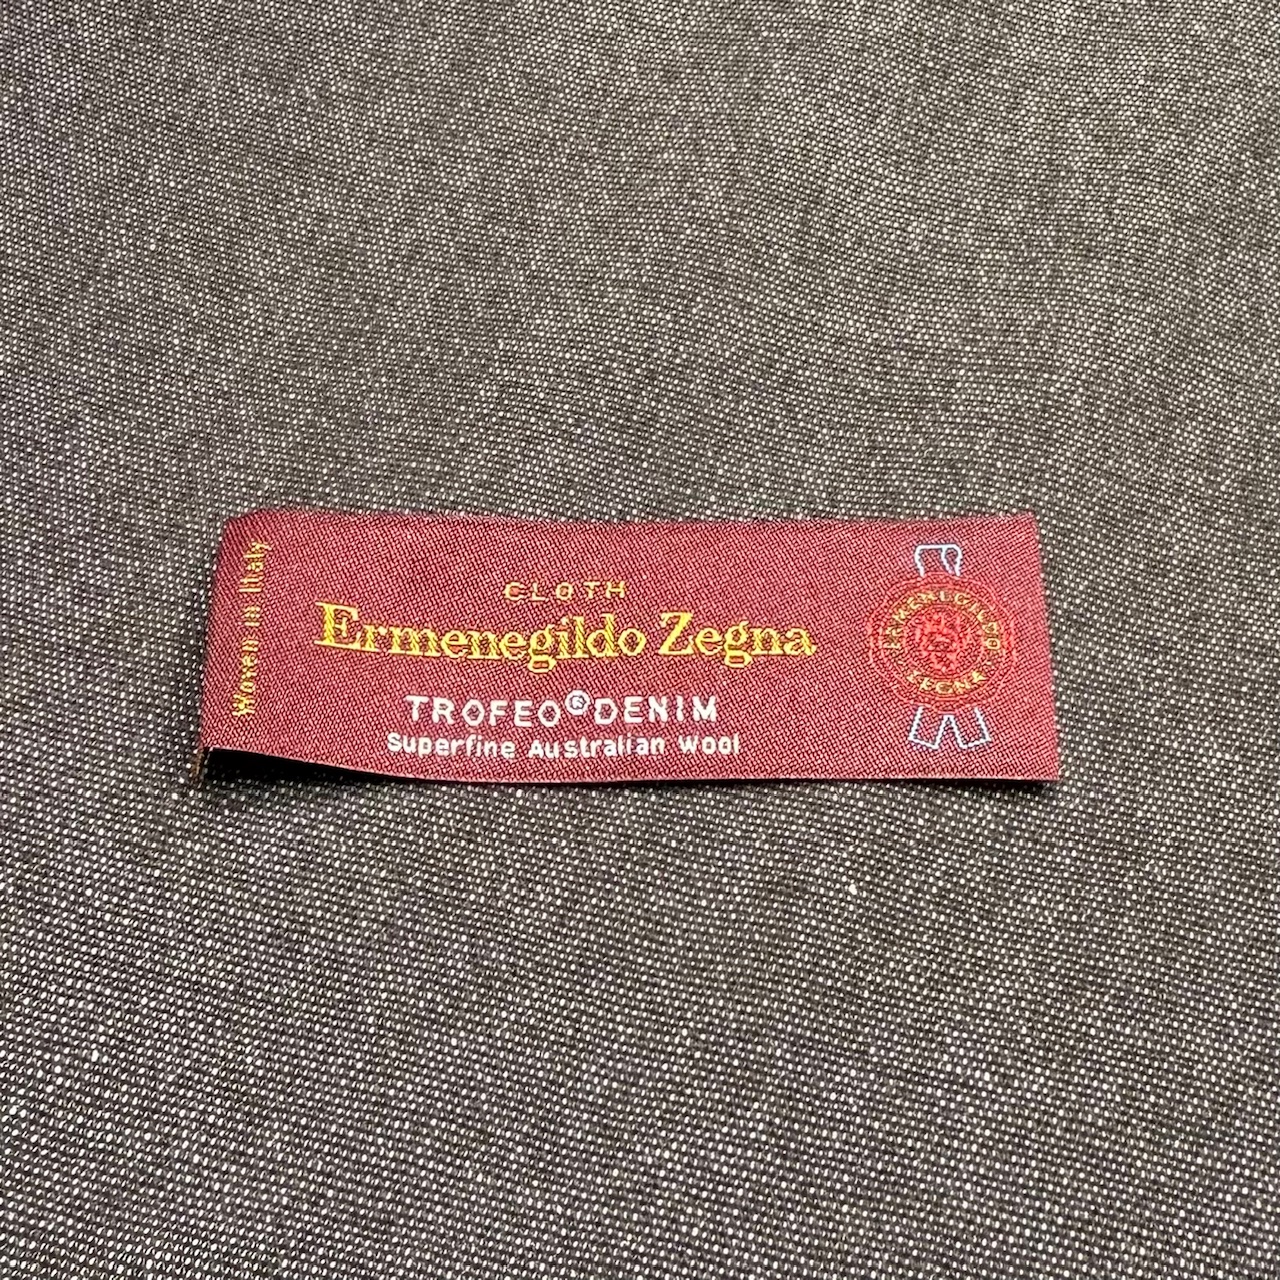 Woven in Italy
CLOTH
Ermenegildo Zegna
TROFEO®DENIM
Superfine Australian Wool
ERMENEGILDO
ZEGNA